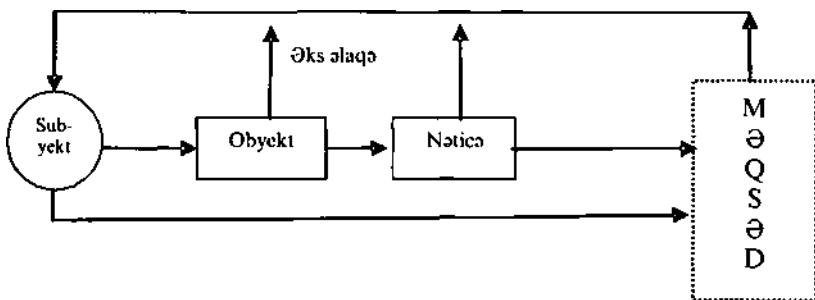 Əks əlaqə
Sub-
yekt
Obyekt
Nəticə
M
Ə
Q
S
Ə
D